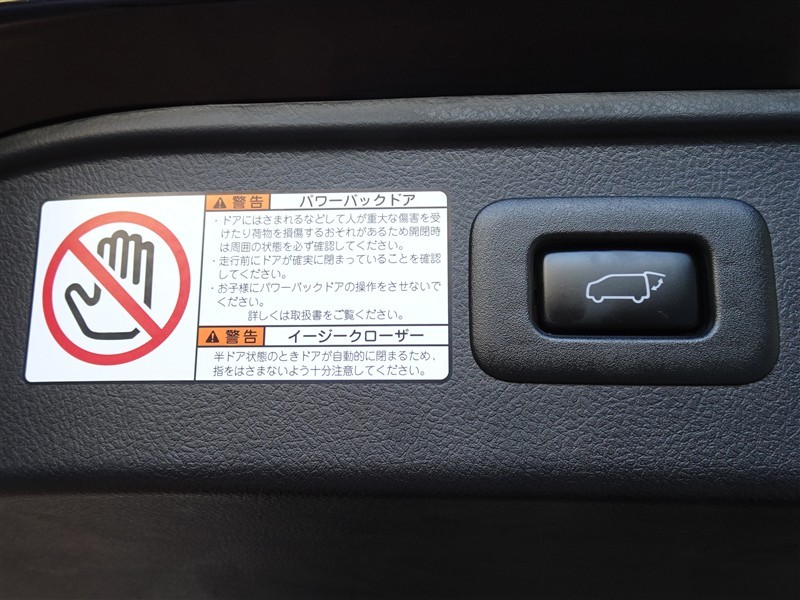 警告 パワーバックドア
・ドアにはさまれるなどして人が重大な傷害を受
けたり荷物を損傷するおそれがあるため開閉時
は周囲の状態を必ず確認してください。
・走行前にドアが確実に閉まっていることを確認
してください。
・お子様にパワーバックドアの操作をさせないで
ください。
詳しくは取扱書をご覧ください。
警告 イージークローザー
半ドア状態のときドアが自動的に閉まるため、
指をはさまないよう十分注意してください。